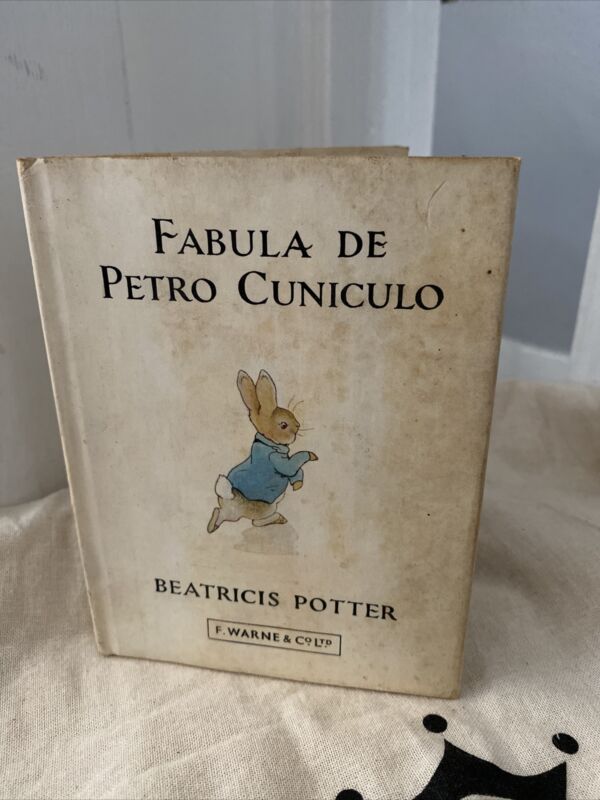 FABULA DE
PETRO CUNICULO
BEATRICIS POTTER
F. WARNE & CO LTD